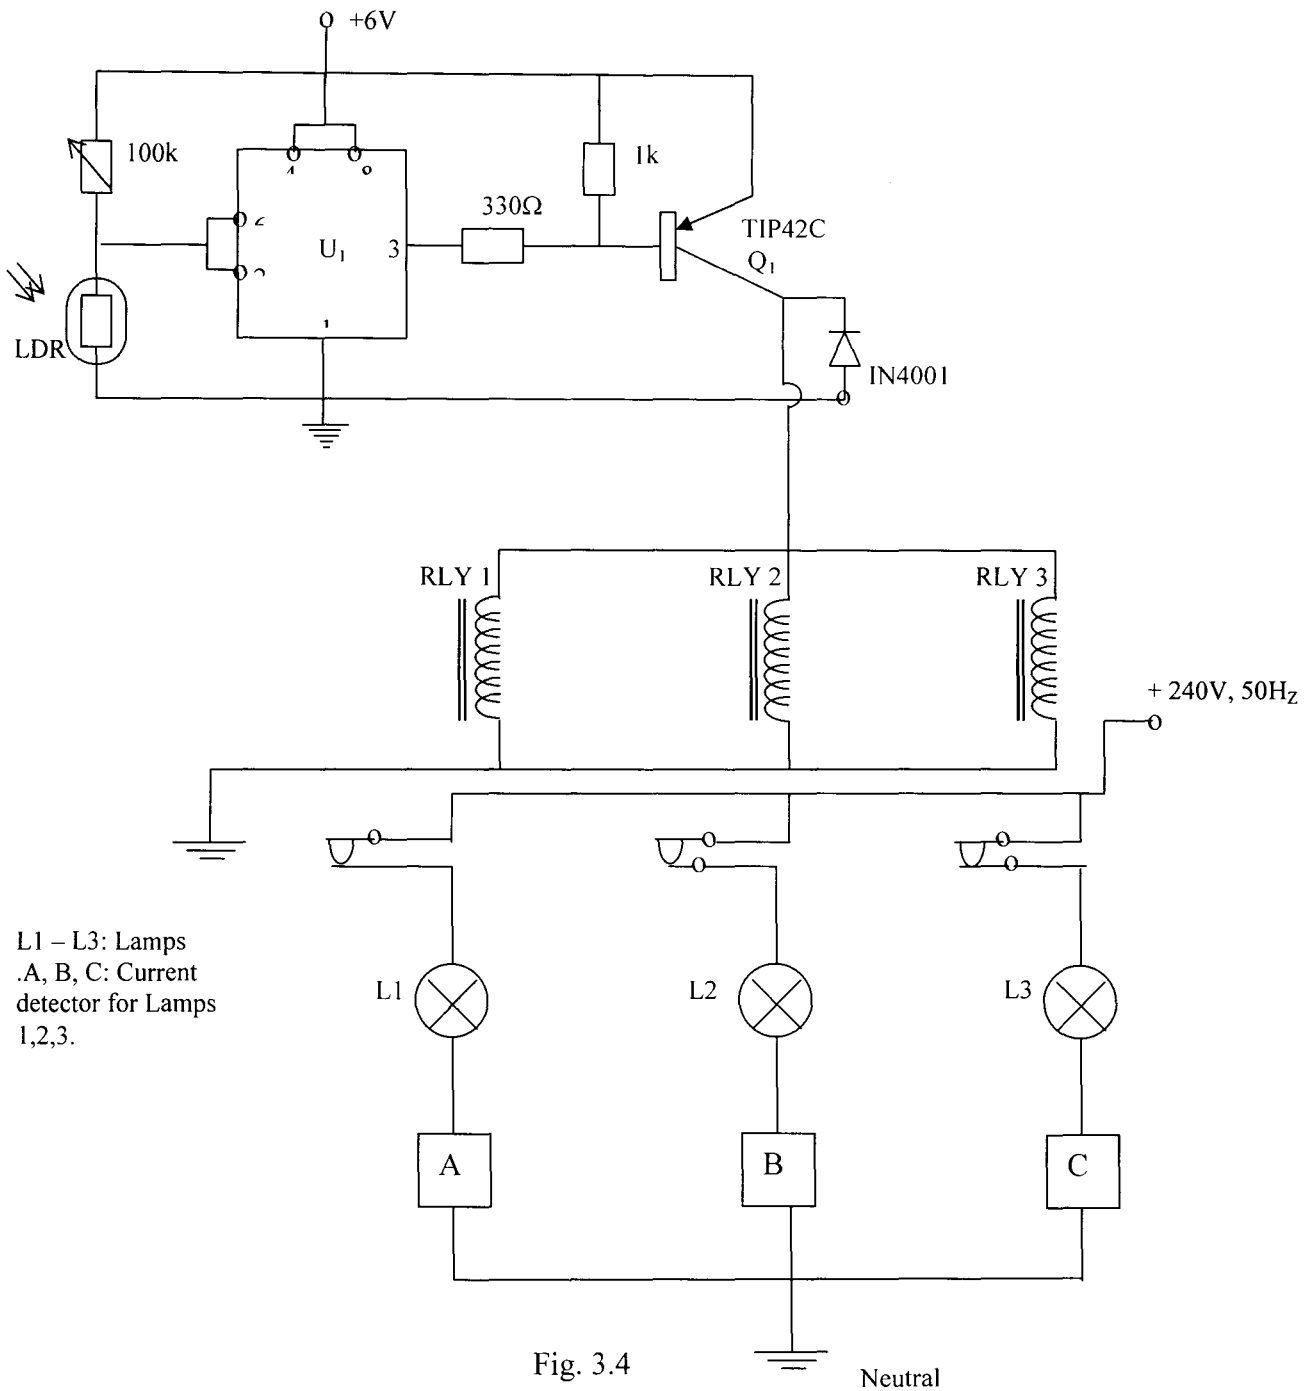 +6V
100k
1k
330Ω
TIP42C
Q1
U1
3
LDR
IN4001
RLY 1
RLY 2
RLY 3
+ 240V, 50HZ
L1 – L3: Lamps
.A, B, C: Current
detector for Lamps
1,2,3.
L1
L2
L3
A
B
C
Fig. 3.4
Neutral